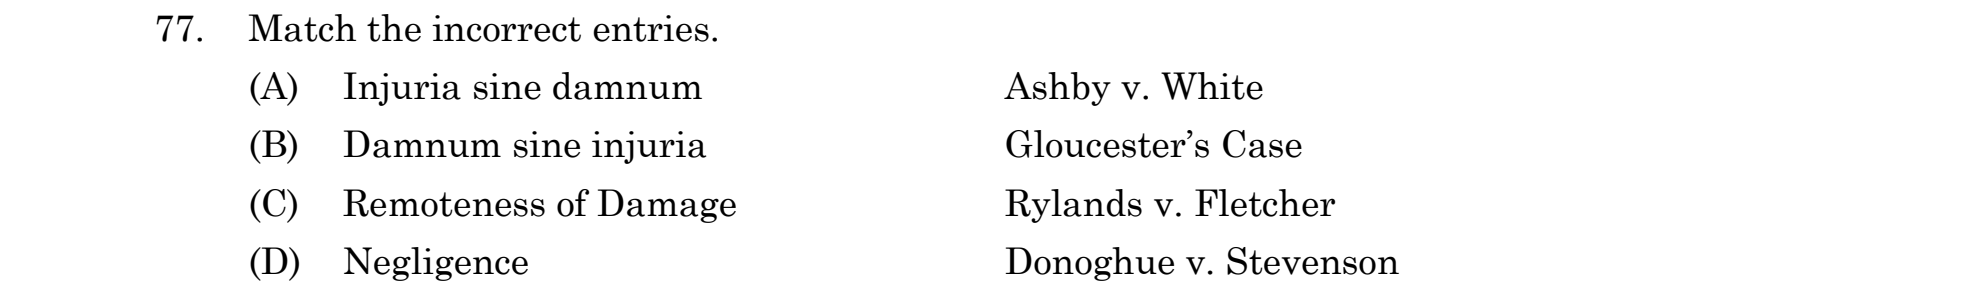 77. Match the incorrect entries.
(A) Injuria sine damnum Ashby v. White
(B) Damnum sine injuria Gloucester’s Case
(C) Remoteness of Damage Rylands v. Fletcher
(D) Negligence Donoghue v. Stevenson